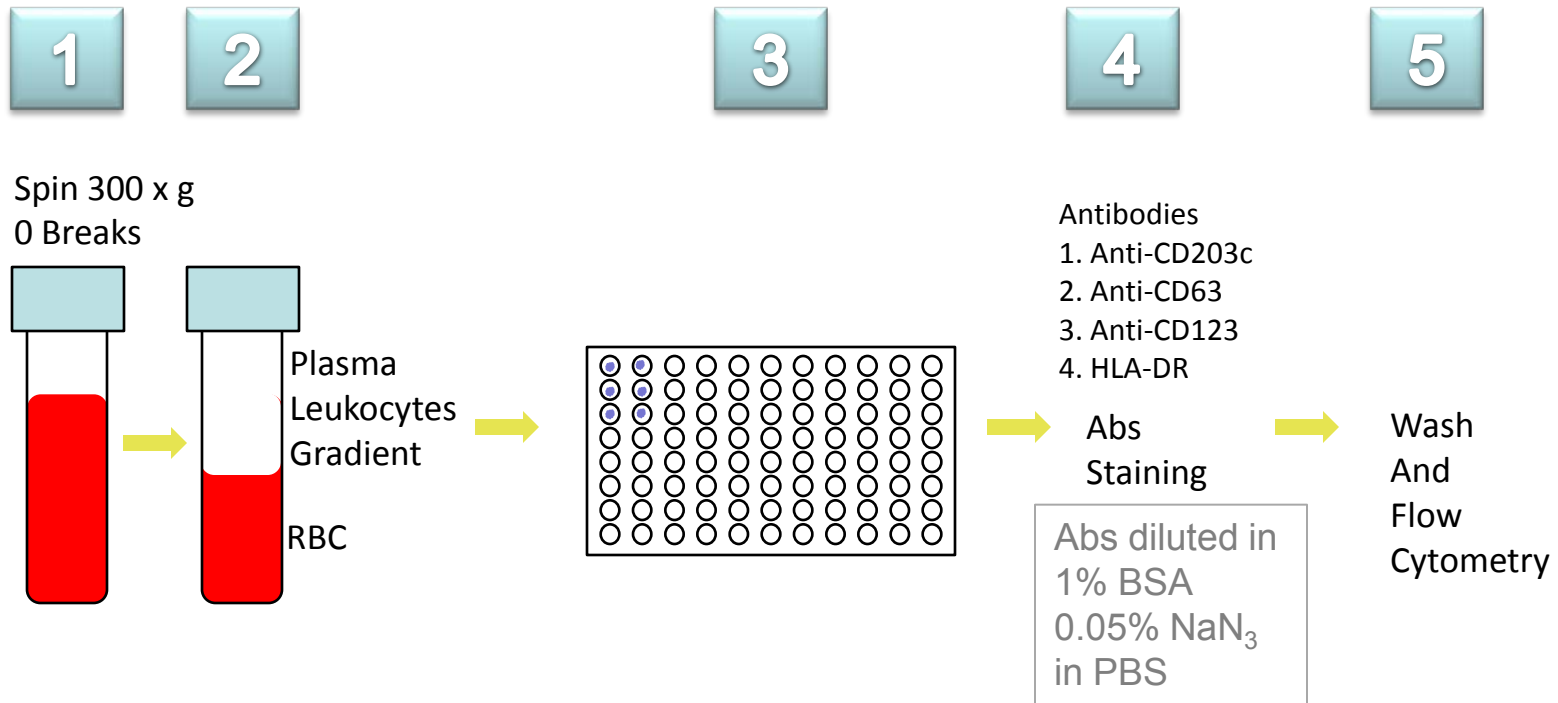 1
2
3
4
5
Spin 300 x g
0 Breaks
Plasma
Leukocytes
Gradient
RBC
Antibodies
1. Anti-CD203c
2. Anti-CD63
3. Anti-CD123
4. HLA-DR
Abs
Staining
Abs diluted in
1% BSA
0.05% NaN₃
in PBS
Wash
And
Flow
Cytometry